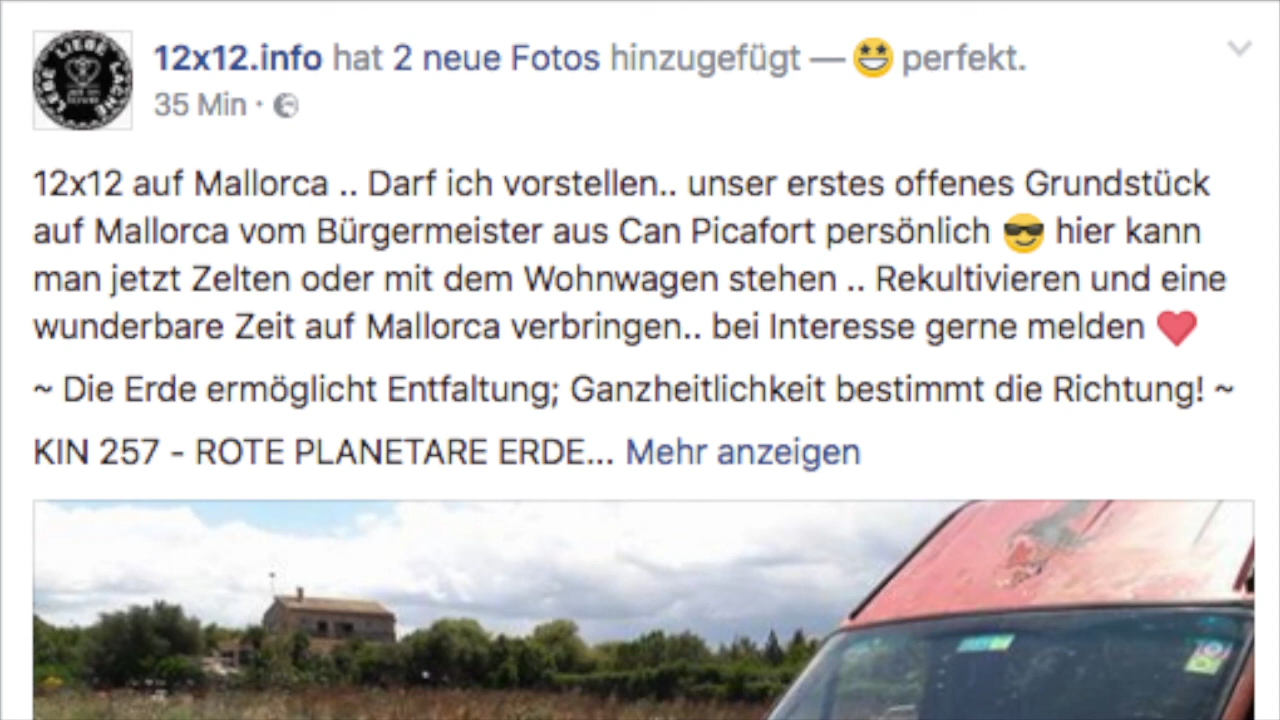 LEBE LIEBE LACHE
12x12.info hat 2 neue Fotos hinzugefügt — 🤩 perfekt.
35 Min ·
12x12 auf Mallorca .. Darf ich vorstellen.. unser erstes offenes Grundstück
auf Mallorca vom Bürgermeister aus Can Picafort persönlich 😎 hier kann
man jetzt Zelten oder mit dem Wohnwagen stehen .. Rekultivieren und eine
wunderbare Zeit auf Mallorca verbringen.. bei Interesse gerne melden ❤
~ Die Erde ermöglicht Entfaltung; Ganzheitlichkeit bestimmt die Richtung! ~
KIN 257 - ROTE PLANETARE ERDE... Mehr anzeigen